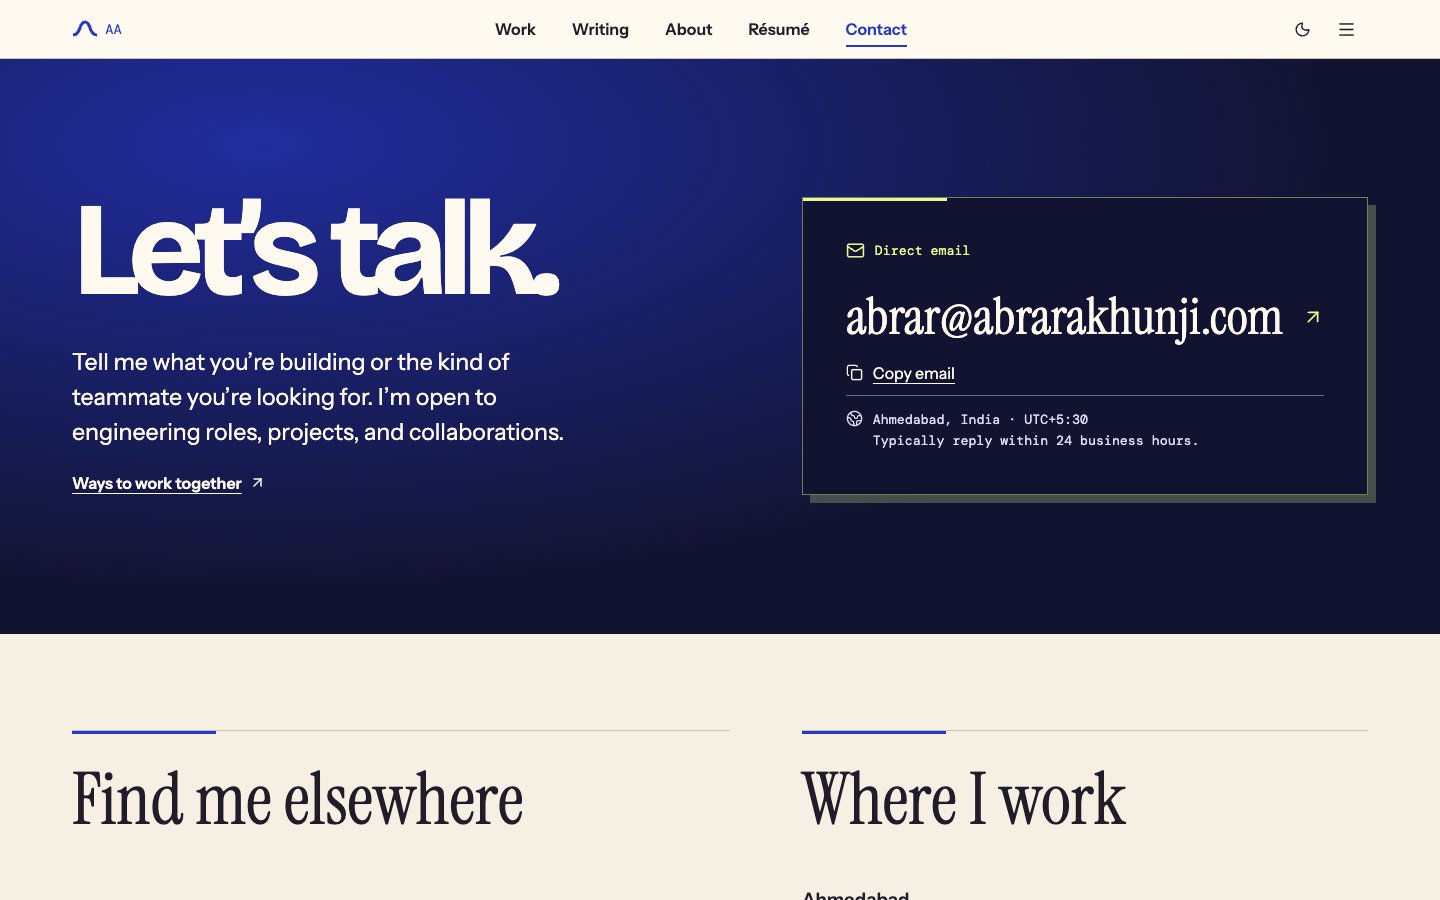 AA
Work
Writing
About
Résumé
Contact
Let’s talk.
Tell me what you’re building or the kind of
teammate you’re looking for. I’m open to
engineering roles, projects, and collaborations.
Ways to work together
Direct email
abrar@abrarakhunji.com
Copy email
Ahmedabad, India · UTC+5:30
Typically reply within 24 business hours.
Find me elsewhere
Where I work
Ahmedabad